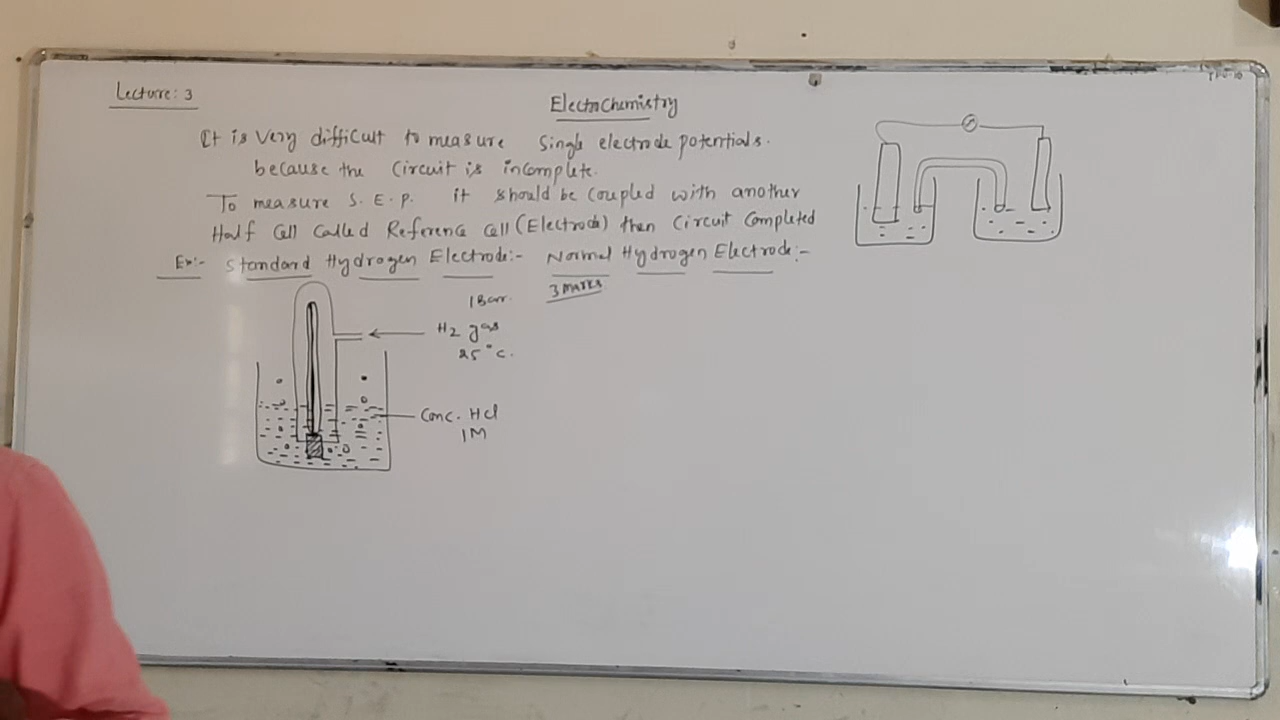 Lecture: 3
ElectroChemistry
It is very difficult to measure Single electrode potentials.
because the Circuit is incomplete.
To measure S.E.P. it should be coupled with another
Half Cell Called Reference Cell (Electrode) then Circuit Completed
Ex:- Standard Hydrogen Electrode:- Normal Hydrogen Electrode:-
3 marks
1 Bar.
H2 gas
25°C.
Conc. HCl
1M